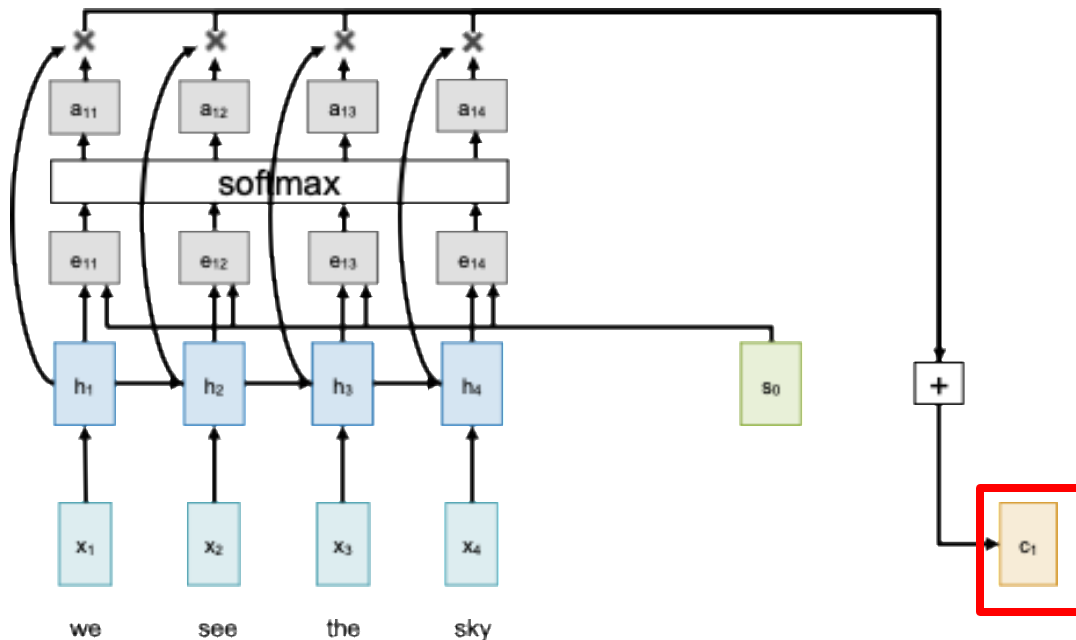 a₁₁ a₁₂ a₁₃ a₁₄
softmax
e₁₁ e₁₂ e₁₃ e₁₄
h₁ h₂ h₃ h₄ s₀ +
x₁ x₂ x₃ x₄ c₁
we see the sky